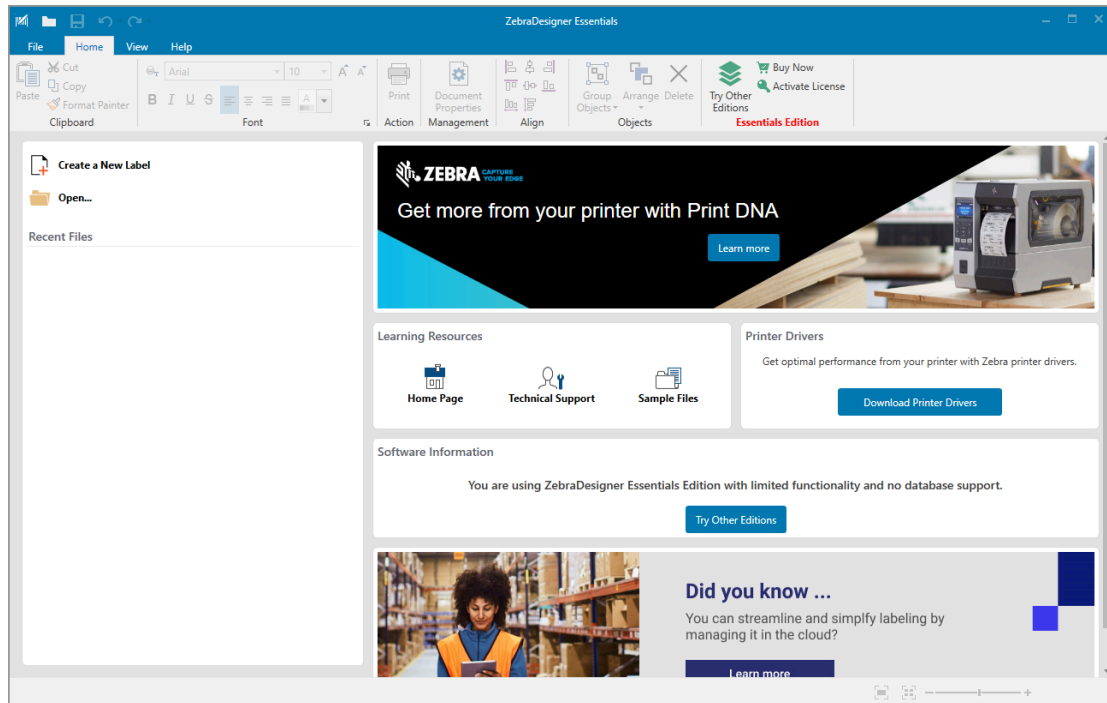 ZebraDesigner Essentials
File Home View Help
Paste
Cut
Copy
Format Painter
Clipboard
Arial 10
B I U S
Font
Print
Action
Document
Properties
Management
Align
Group
Objects
Arrange
Delete
Objects
Try Other
Editions
Buy Now
Activate License
Essentials Edition
Create a New Label
Open...
Recent Files
ZEBRA CAPTURE
YOUR EDGE
Get more from your printer with Print DNA
Learn more
Learning Resources
Home Page Technical Support Sample Files
Printer Drivers
Get optimal performance from your printer with Zebra printer drivers.
Download Printer Drivers
Software Information
You are using ZebraDesigner Essentials Edition with limited functionality and no database support.
Try Other Editions
Did you know ...
You can streamline and simplfy labeling by
managing it in the cloud?
Learn more